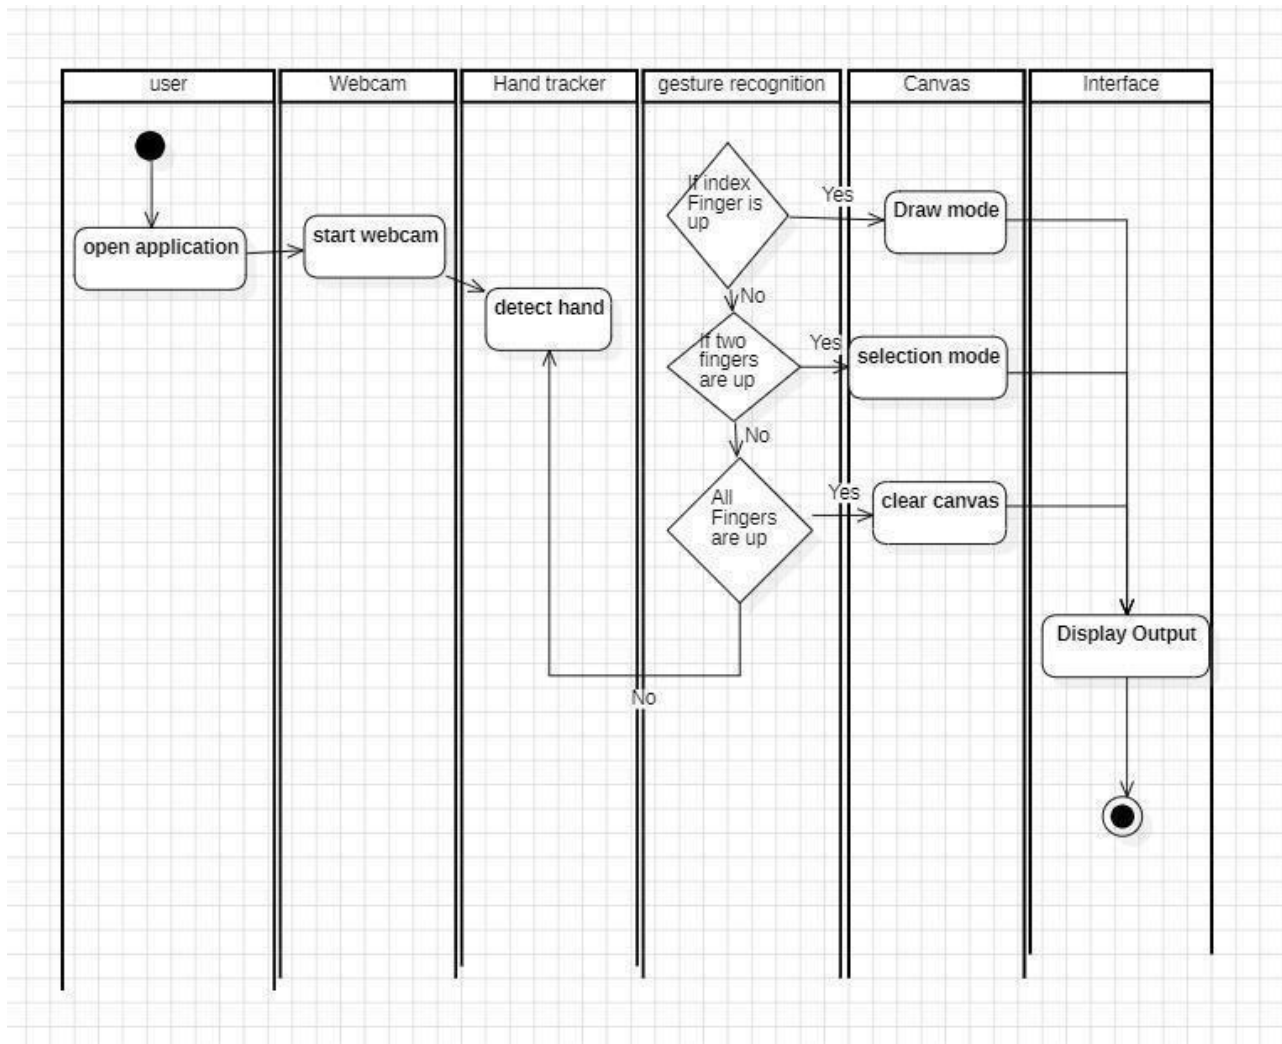 user
Webcam
Hand tracker
gesture recognition
Canvas
Interface
open application
start webcam
detect hand
If index
Finger is
up
Yes
Draw mode
No
If two
fingers
are up
Yes
selection mode
No
All
Fingers
are up
Yes
clear canvas
No
Display Output